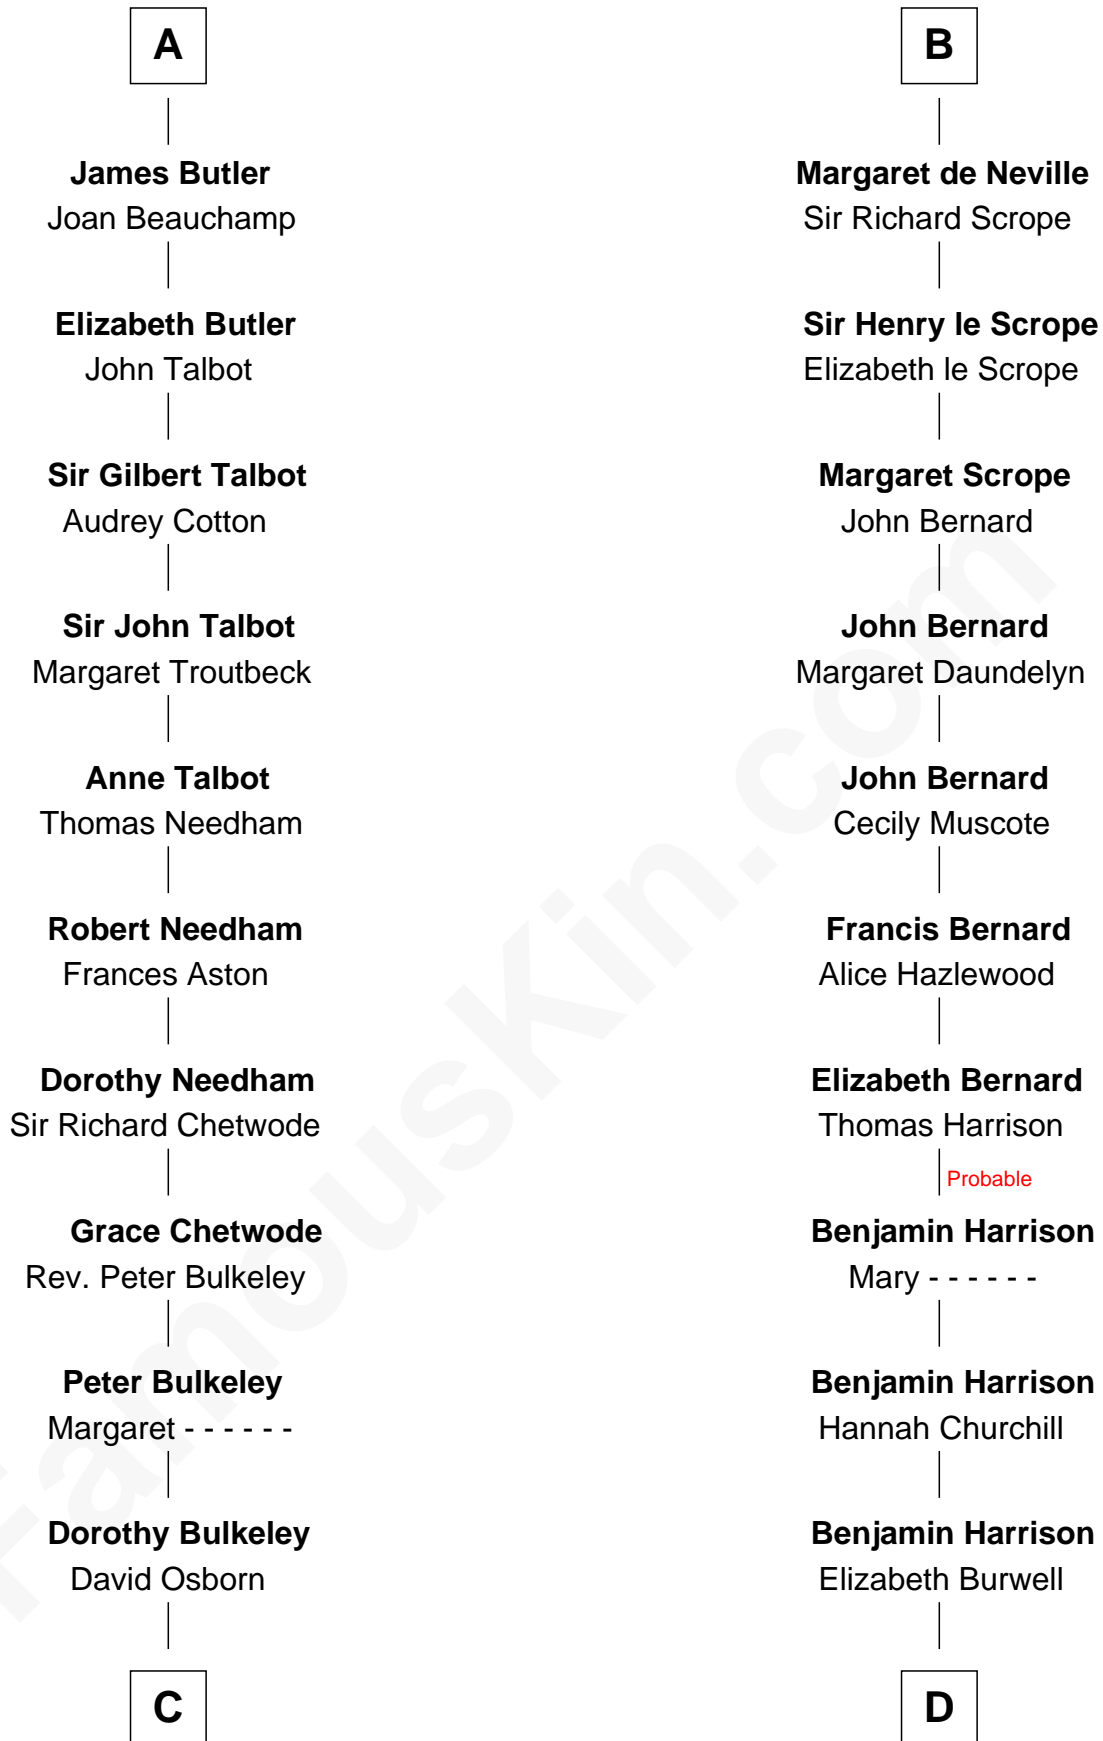 A
James Butler
Joan Beauchamp
Elizabeth Butler
John Talbot
Sir Gilbert Talbot
Audrey Cotton
Sir John Talbot
Margaret Troutbeck
Anne Talbot
Thomas Needham
Robert Needham
Frances Aston
Dorothy Needham
Sir Richard Chetwode
Grace Chetwode
Rev. Peter Bulkeley
Peter Bulkeley
Margaret - - - - - -
Dorothy Bulkeley
David Osborn
C
B
Margaret de Neville
Sir Richard Scrope
Sir Henry le Scrope
Elizabeth le Scrope
Margaret Scrope
John Bernard
John Bernard
Margaret Daundelyn
John Bernard
Cecily Muscote
Francis Bernard
Alice Hazlewood
Elizabeth Bernard
Thomas Harrison
Probable
Benjamin Harrison
Mary - - - - - -
Benjamin Harrison
Hannah Churchill
Benjamin Harrison
Elizabeth Burwell
D
FamousKin.com